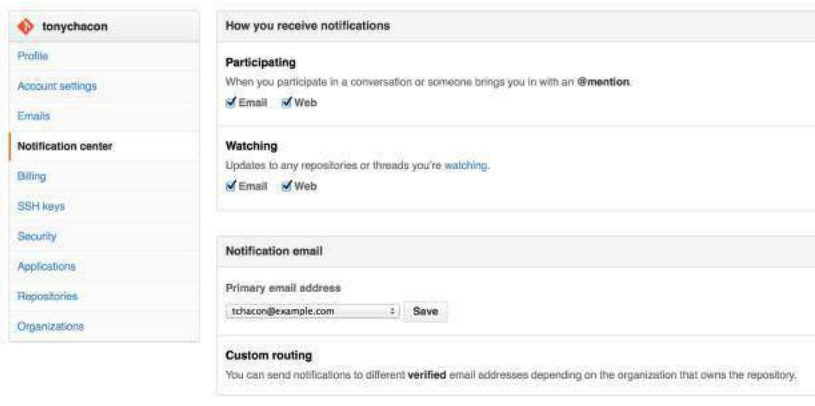 tonychacon
Profile
Account settings
Emails
Notification center
Billing
SSH keys
Security
Applications
Repositories
Organizations
How you receive notifications
Participating
When you participate in a conversation or someone brings you in with an @mention.
Email Web
Watching
Updates to any repositories or threads you're watching.
Email Web
Notification email
Primary email address
tchacon@example.com Save
Custom routing
You can send notifications to different verified email addresses depending on the organization that owns the repository.